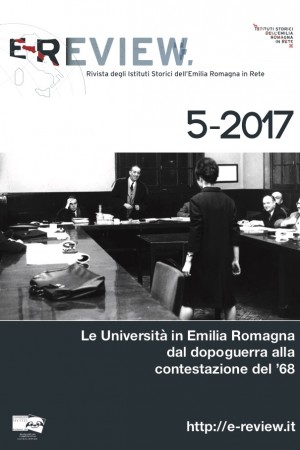 E-REVIEW.
Rivista degli Istituti Storici dell'Emilia Romagna in Rete
ISTITUTI STORICI
DELL'EMILIA
ROMAGNA
IN RETE
5-2017
Le Università in Emilia Romagna
dal dopoguerra alla
contestazione del '68
http://e-review.it